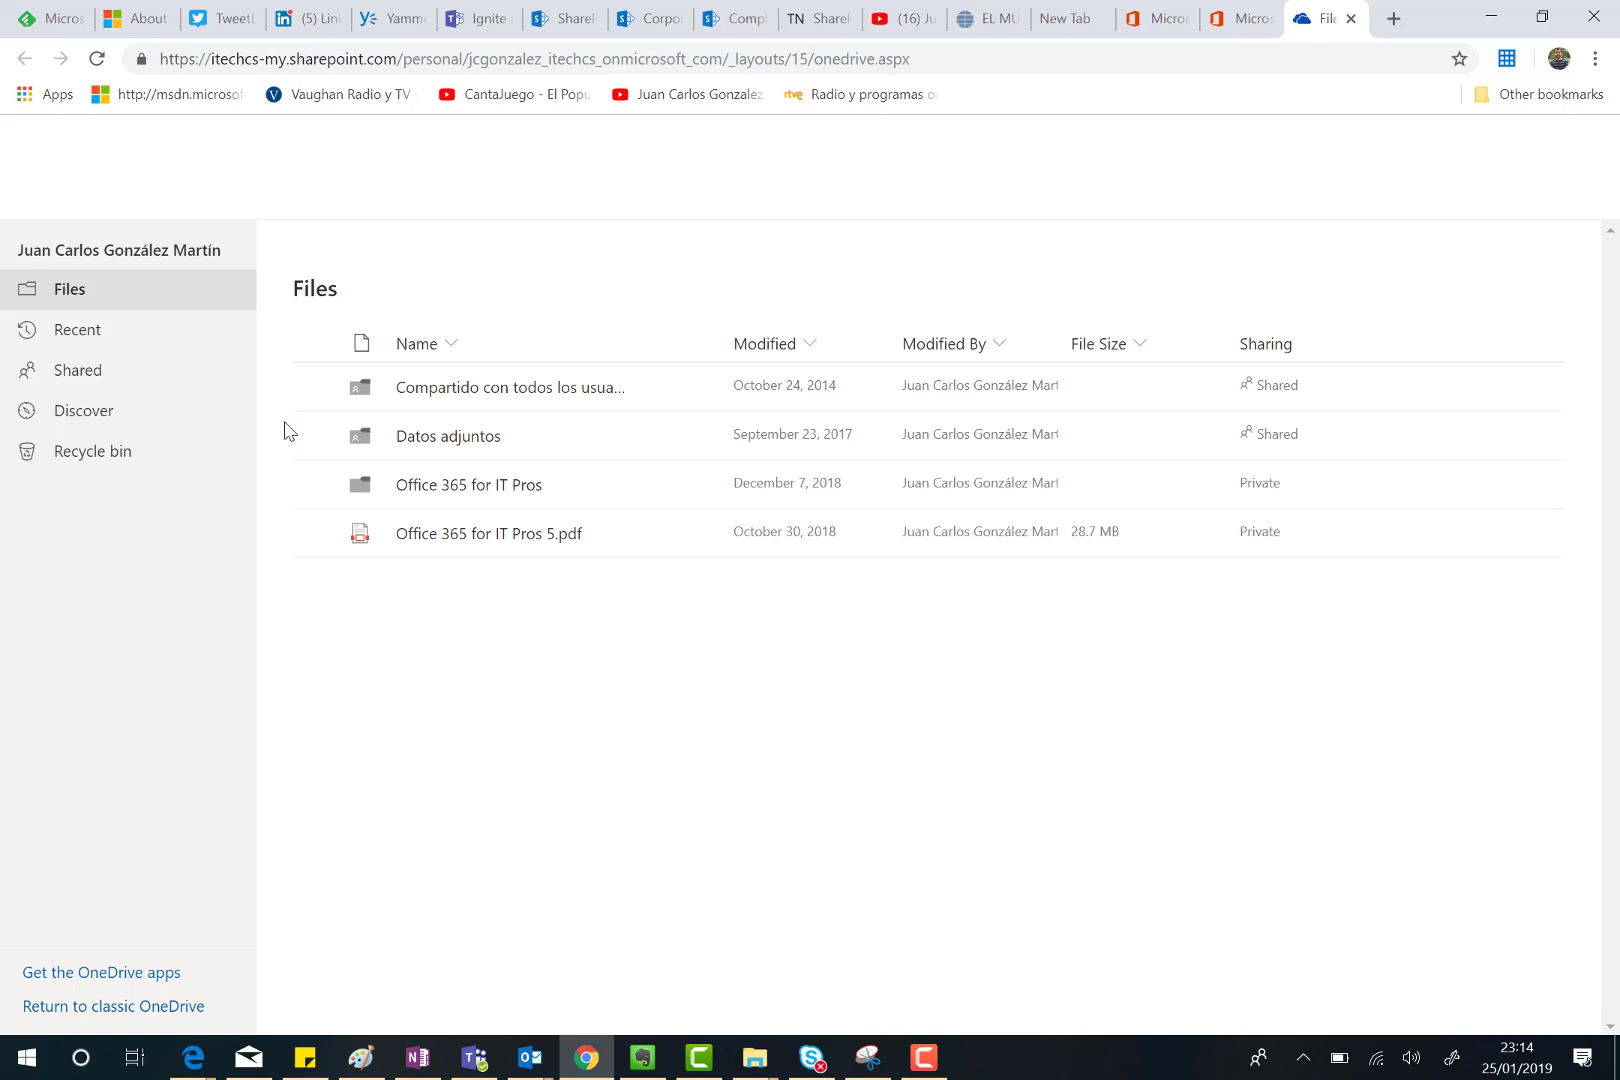 Micros
About
Tweetl
(5) Lin
Yamm
Ignite
ShareP
Corpo
Compl
TN ShareP
(16) Ju
EL MU
New Tab
Micros
Micros
File
https://itechcs-my.sharepoint.com/personal/jcgonzalez_itechcs_onmicrosoft_com/_layouts/15/onedrive.aspx
Apps
http://msdn.microsof
Vaughan Radio y TV
CantaJuego - El Popu
Juan Carlos Gonzalez
rtve Radio y programas o
Other bookmarks
Juan Carlos González Martín
Files
Recent
Shared
Discover
Recycle bin
Get the OneDrive apps
Return to classic OneDrive
Files
Name Modified Modified By File Size Sharing
Compartido con todos los usua... October 24, 2014 Juan Carlos González Mart Shared
Datos adjuntos September 23, 2017 Juan Carlos González Mart Shared
Office 365 for IT Pros December 7, 2018 Juan Carlos González Mart Private
Office 365 for IT Pros 5.pdf October 30, 2018 Juan Carlos González Mart 28.7 MB Private
23:14
25/01/2019